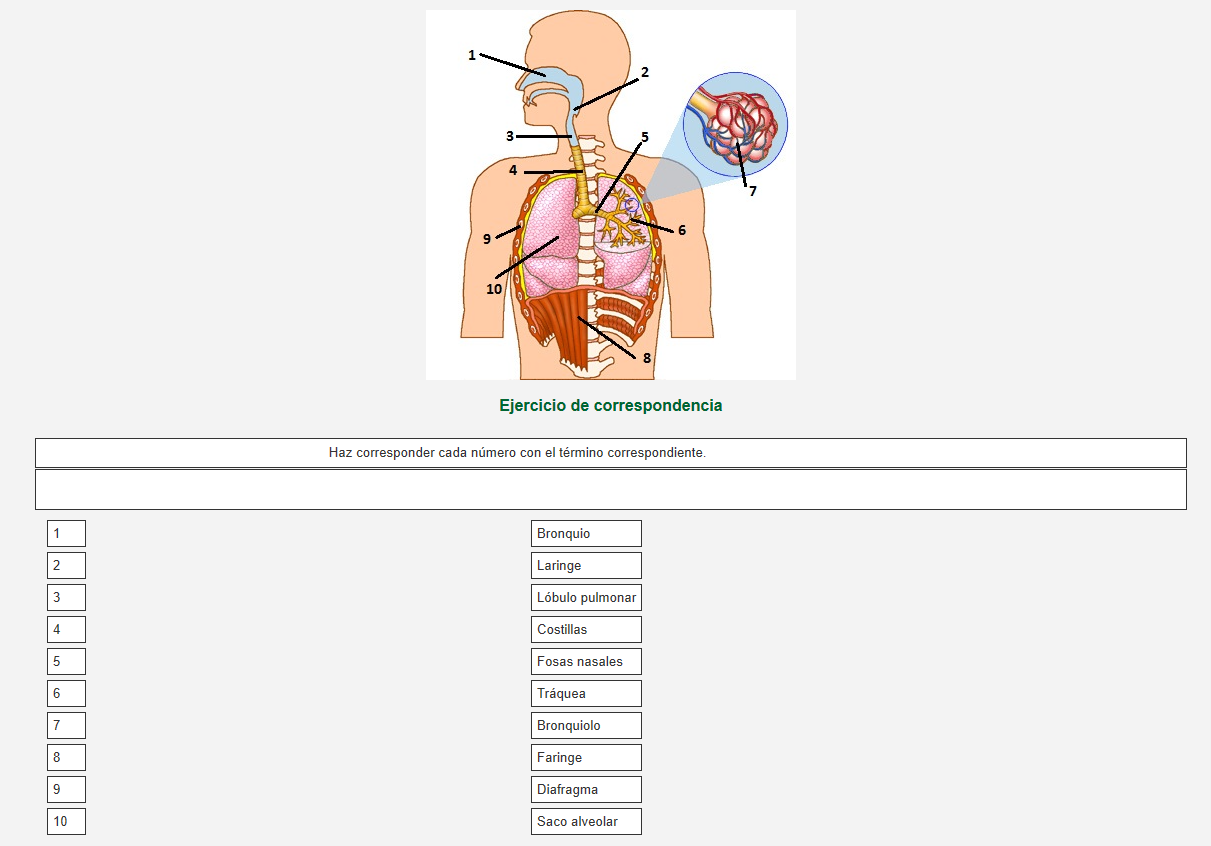 1
2
3
5
4
7
6
9
10
8
Ejercicio de correspondencia
Haz corresponder cada número con el término correspondiente.
1 Bronquio
2 Laringe
3 Lóbulo pulmonar
4 Costillas
5 Fosas nasales
6 Tráquea
7 Bronquiolo
8 Faringe
9 Diafragma
10 Saco alveolar